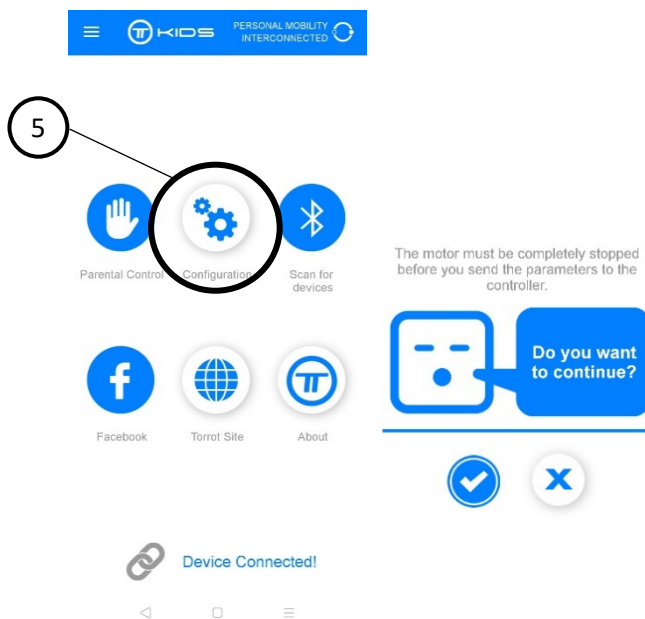 KIDS
PERSONAL MOBILITY
INTERCONNECTED
5
Parental Control
Configuration
Scan for
devices
Facebook
Torrot Site
About
Device Connected!
The motor must be completely stopped
before you send the parameters to the
controller.
Do you want
to continue?